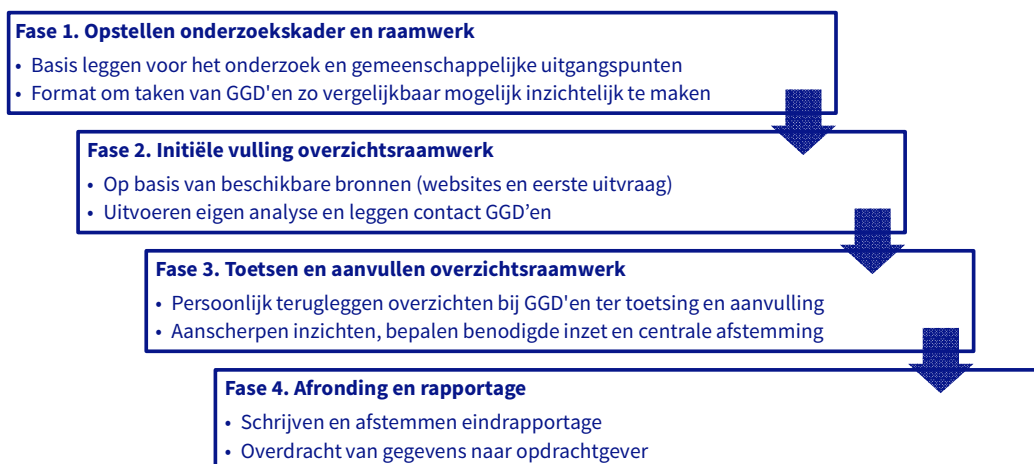 Fase 1. Opstellen onderzoekskader en raamwerk
• Basis leggen voor het onderzoek en gemeenschappelijke uitgangspunten
• Format om taken van GGD'en zo vergelijkbaar mogelijk inzichtelijk te maken
Fase 2. Initiële vulling overzichtsraamwerk
• Op basis van beschikbare bronnen (websites en eerste uitvraag)
• Uitvoeren eigen analyse en leggen contact GGD’en
Fase 3. Toetsen en aanvullen overzichtsraamwerk
• Persoonlijk terugleggen overzichten bij GGD'en ter toetsing en aanvulling
• Aanscherpen inzichten, bepalen benodigde inzet en centrale afstemming
Fase 4. Afronding en rapportage
• Schrijven en afstemmen eindrapportage
• Overdracht van gegevens naar opdrachtgever